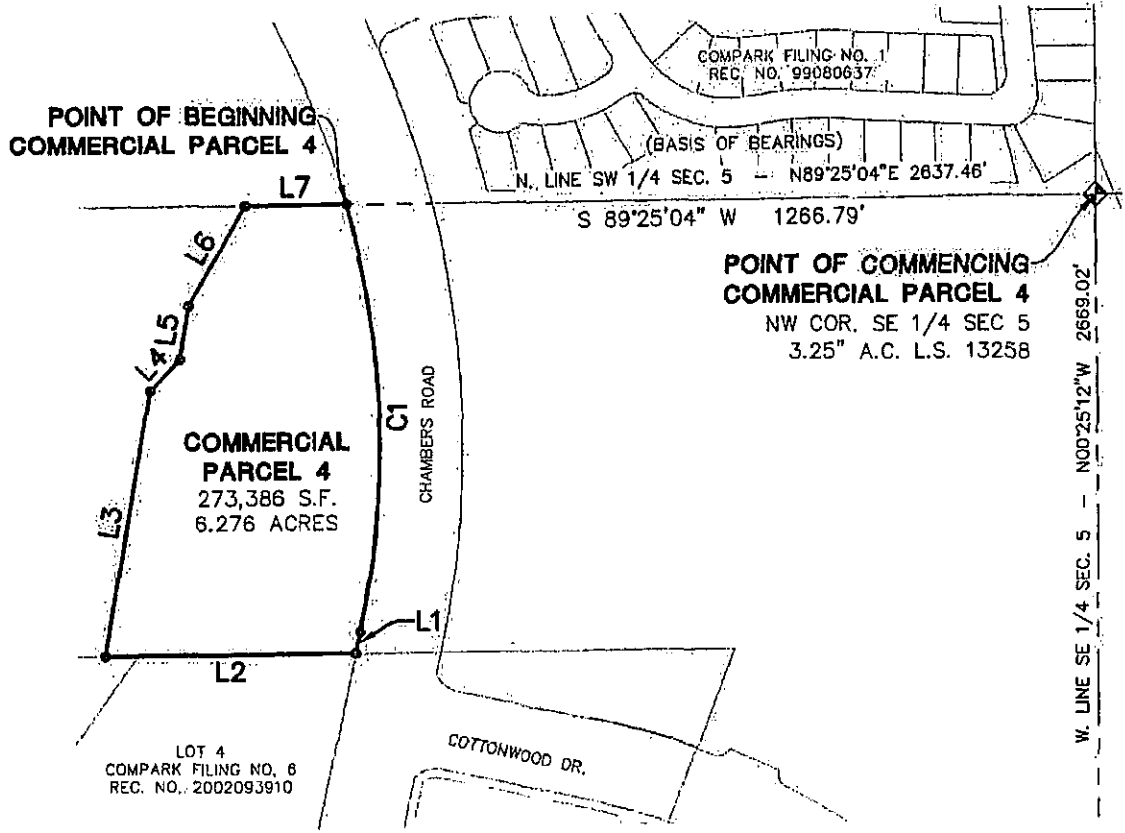 COMPARK FILING NO. 1
REC. NO. 99080637
POINT OF BEGINNING
COMMERCIAL PARCEL 4
(BASIS OF BEARINGS)
N. LINE SW 1/4 SEC. 5 — N89°25'04"E 2637.46'
L7
S 89°25'04" W 1266.79'
L6
POINT OF COMMENCING
COMMERCIAL PARCEL 4
NW COR. SE 1/4 SEC 5
3.25" A.C. L.S. 13258
L5
L4
C1
CHAMBERS ROAD
COMMERCIAL
PARCEL 4
273,386 S.F.
6.276 ACRES
L3
W. LINE SE 1/4 SEC. 5 — N00°25'12"W 2669.02'
L1
L2
LOT 4
COMPARK FILING NO. 6
REC. NO. 2002093910
COTTONWOOD DR.